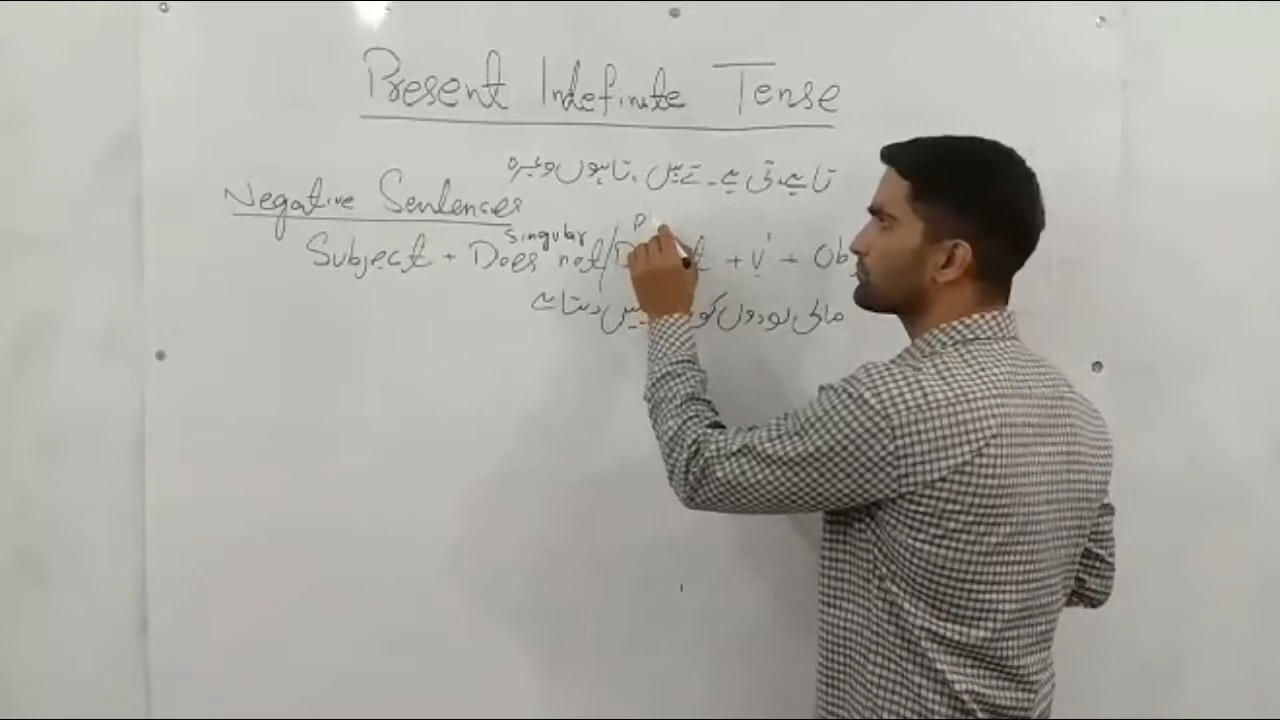 Present Indefinite Tense
تا ہے، تی ہے۔ تے ہیں، تا ہوں وغیرہ
Negative Sentences
Singular P
Subject + Does not/D t + V¹ + Ob
مالی پودوں کو دیتا ہے